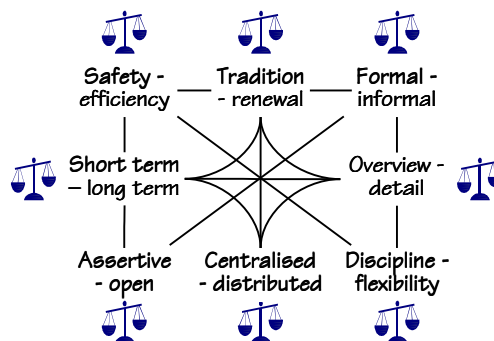 Safety -
efficiency
Tradition
- renewal
Formal -
informal
Short term
– long term
Overview -
detail
Assertive
- open
Centralised
- distributed
Discipline -
flexibility